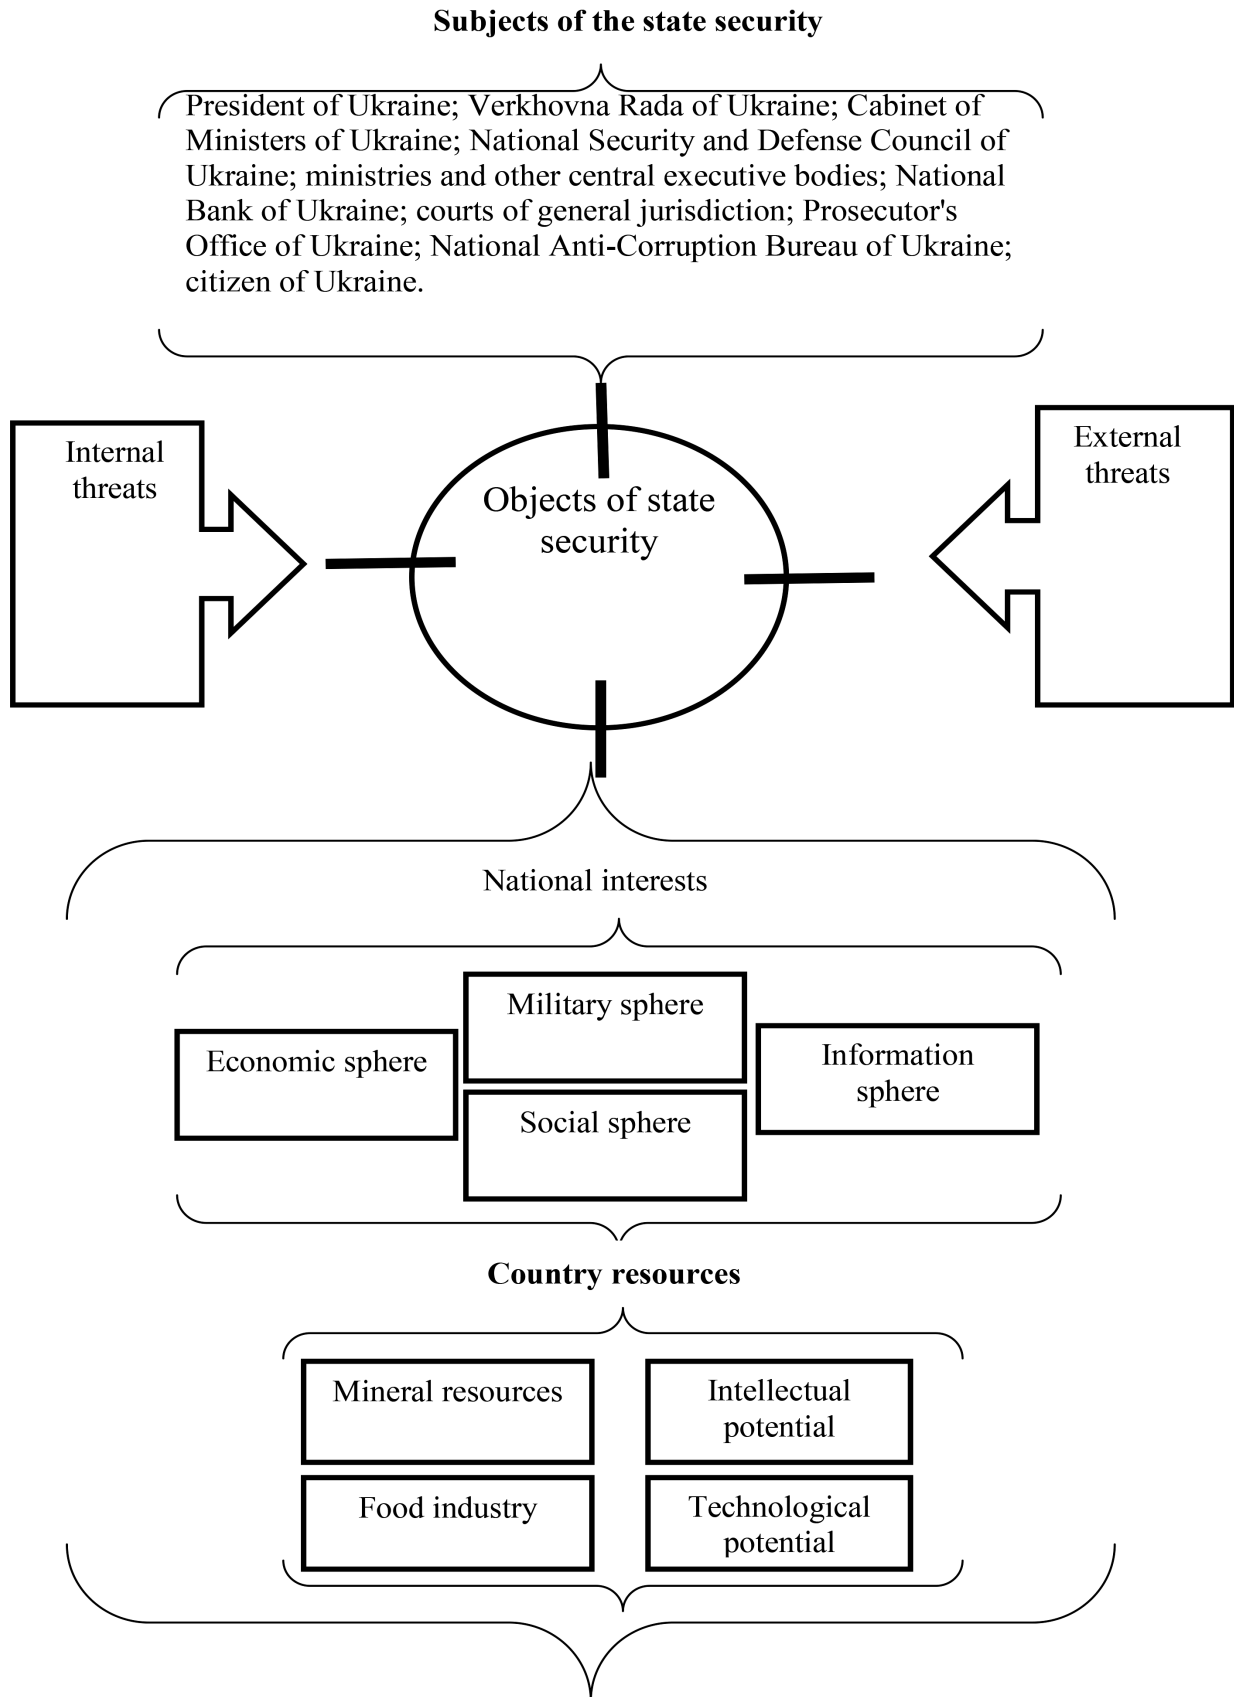 Subjects of the state security
President of Ukraine; Verkhovna Rada of Ukraine; Cabinet of
Ministers of Ukraine; National Security and Defense Council of
Ukraine; ministries and other central executive bodies; National
Bank of Ukraine; courts of general jurisdiction; Prosecutor's
Office of Ukraine; National Anti-Corruption Bureau of Ukraine;
citizen of Ukraine.
Internal
threats
Objects of state
security
External
threats
National interests
Economic sphere
Military sphere
Social sphere
Information
sphere
Country resources
Mineral resources
Intellectual
potential
Food industry
Technological
potential